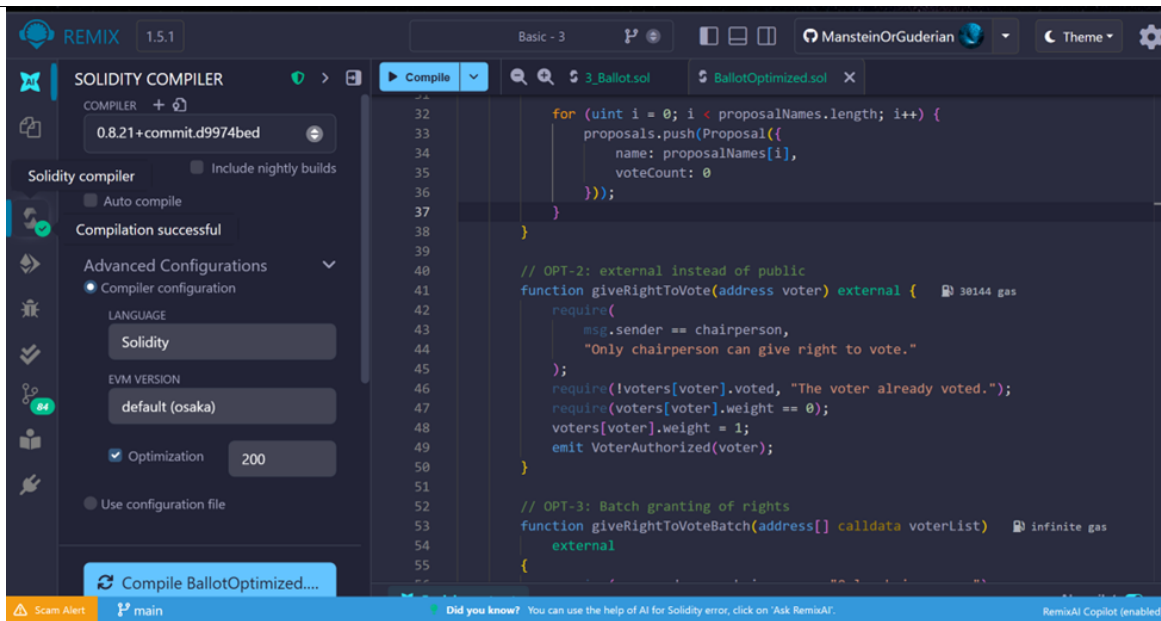 REMIX 1.5.1
Basic - 3
MansteinOrGuderian
Theme
AI
SOLIDITY COMPILER
COMPILER
0.8.21+commit.d9974bed
Include nightly builds
Solidity compiler
Auto compile
Compilation successful
Advanced Configurations
Compiler configuration
LANGUAGE
Solidity
EVM VERSION
default (osaka)
84
Optimization 200
Use configuration file
Compile BallotOptimized....
Compile
3_Ballot.sol
BallotOptimized.sol
32 for (uint i = 0; i < proposalNames.length; i++) {
33 proposals.push(Proposal({
34 name: proposalNames[i],
35 voteCount: 0
36 }));
37 }
38 }
39
40 // OPT-2: external instead of public
41 function giveRightToVote(address voter) external { 30144 gas
42 require(
43 msg.sender == chairperson,
44 "Only chairperson can give right to vote."
45 );
46 require(!voters[voter].voted, "The voter already voted.");
47 require(voters[voter].weight == 0);
48 voters[voter].weight = 1;
49 emit VoterAuthorized(voter);
50 }
51
52 // OPT-3: Batch granting of rights
53 function giveRightToVoteBatch(address[] calldata voterList) infinite gas
54 external
55 {
Scam Alert
main
Did you know? You can use the help of AI for Solidity error, click on 'Ask RemixAI'.
RemixAI Copilot (enabled)